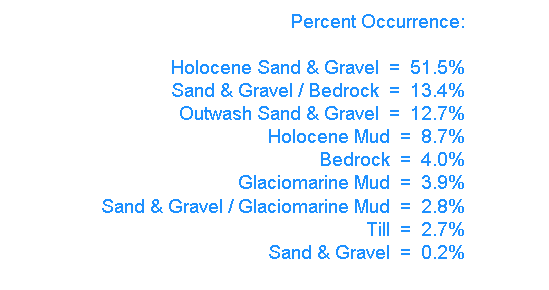 Percent Occurrence:
Holocene Sand & Gravel = 51.5%
Sand & Gravel / Bedrock = 13.4%
Outwash Sand & Gravel = 12.7%
Holocene Mud = 8.7%
Bedrock = 4.0%
Glaciomarine Mud = 3.9%
Sand & Gravel / Glaciomarine Mud = 2.8%
Till = 2.7%
Sand & Gravel = 0.2%